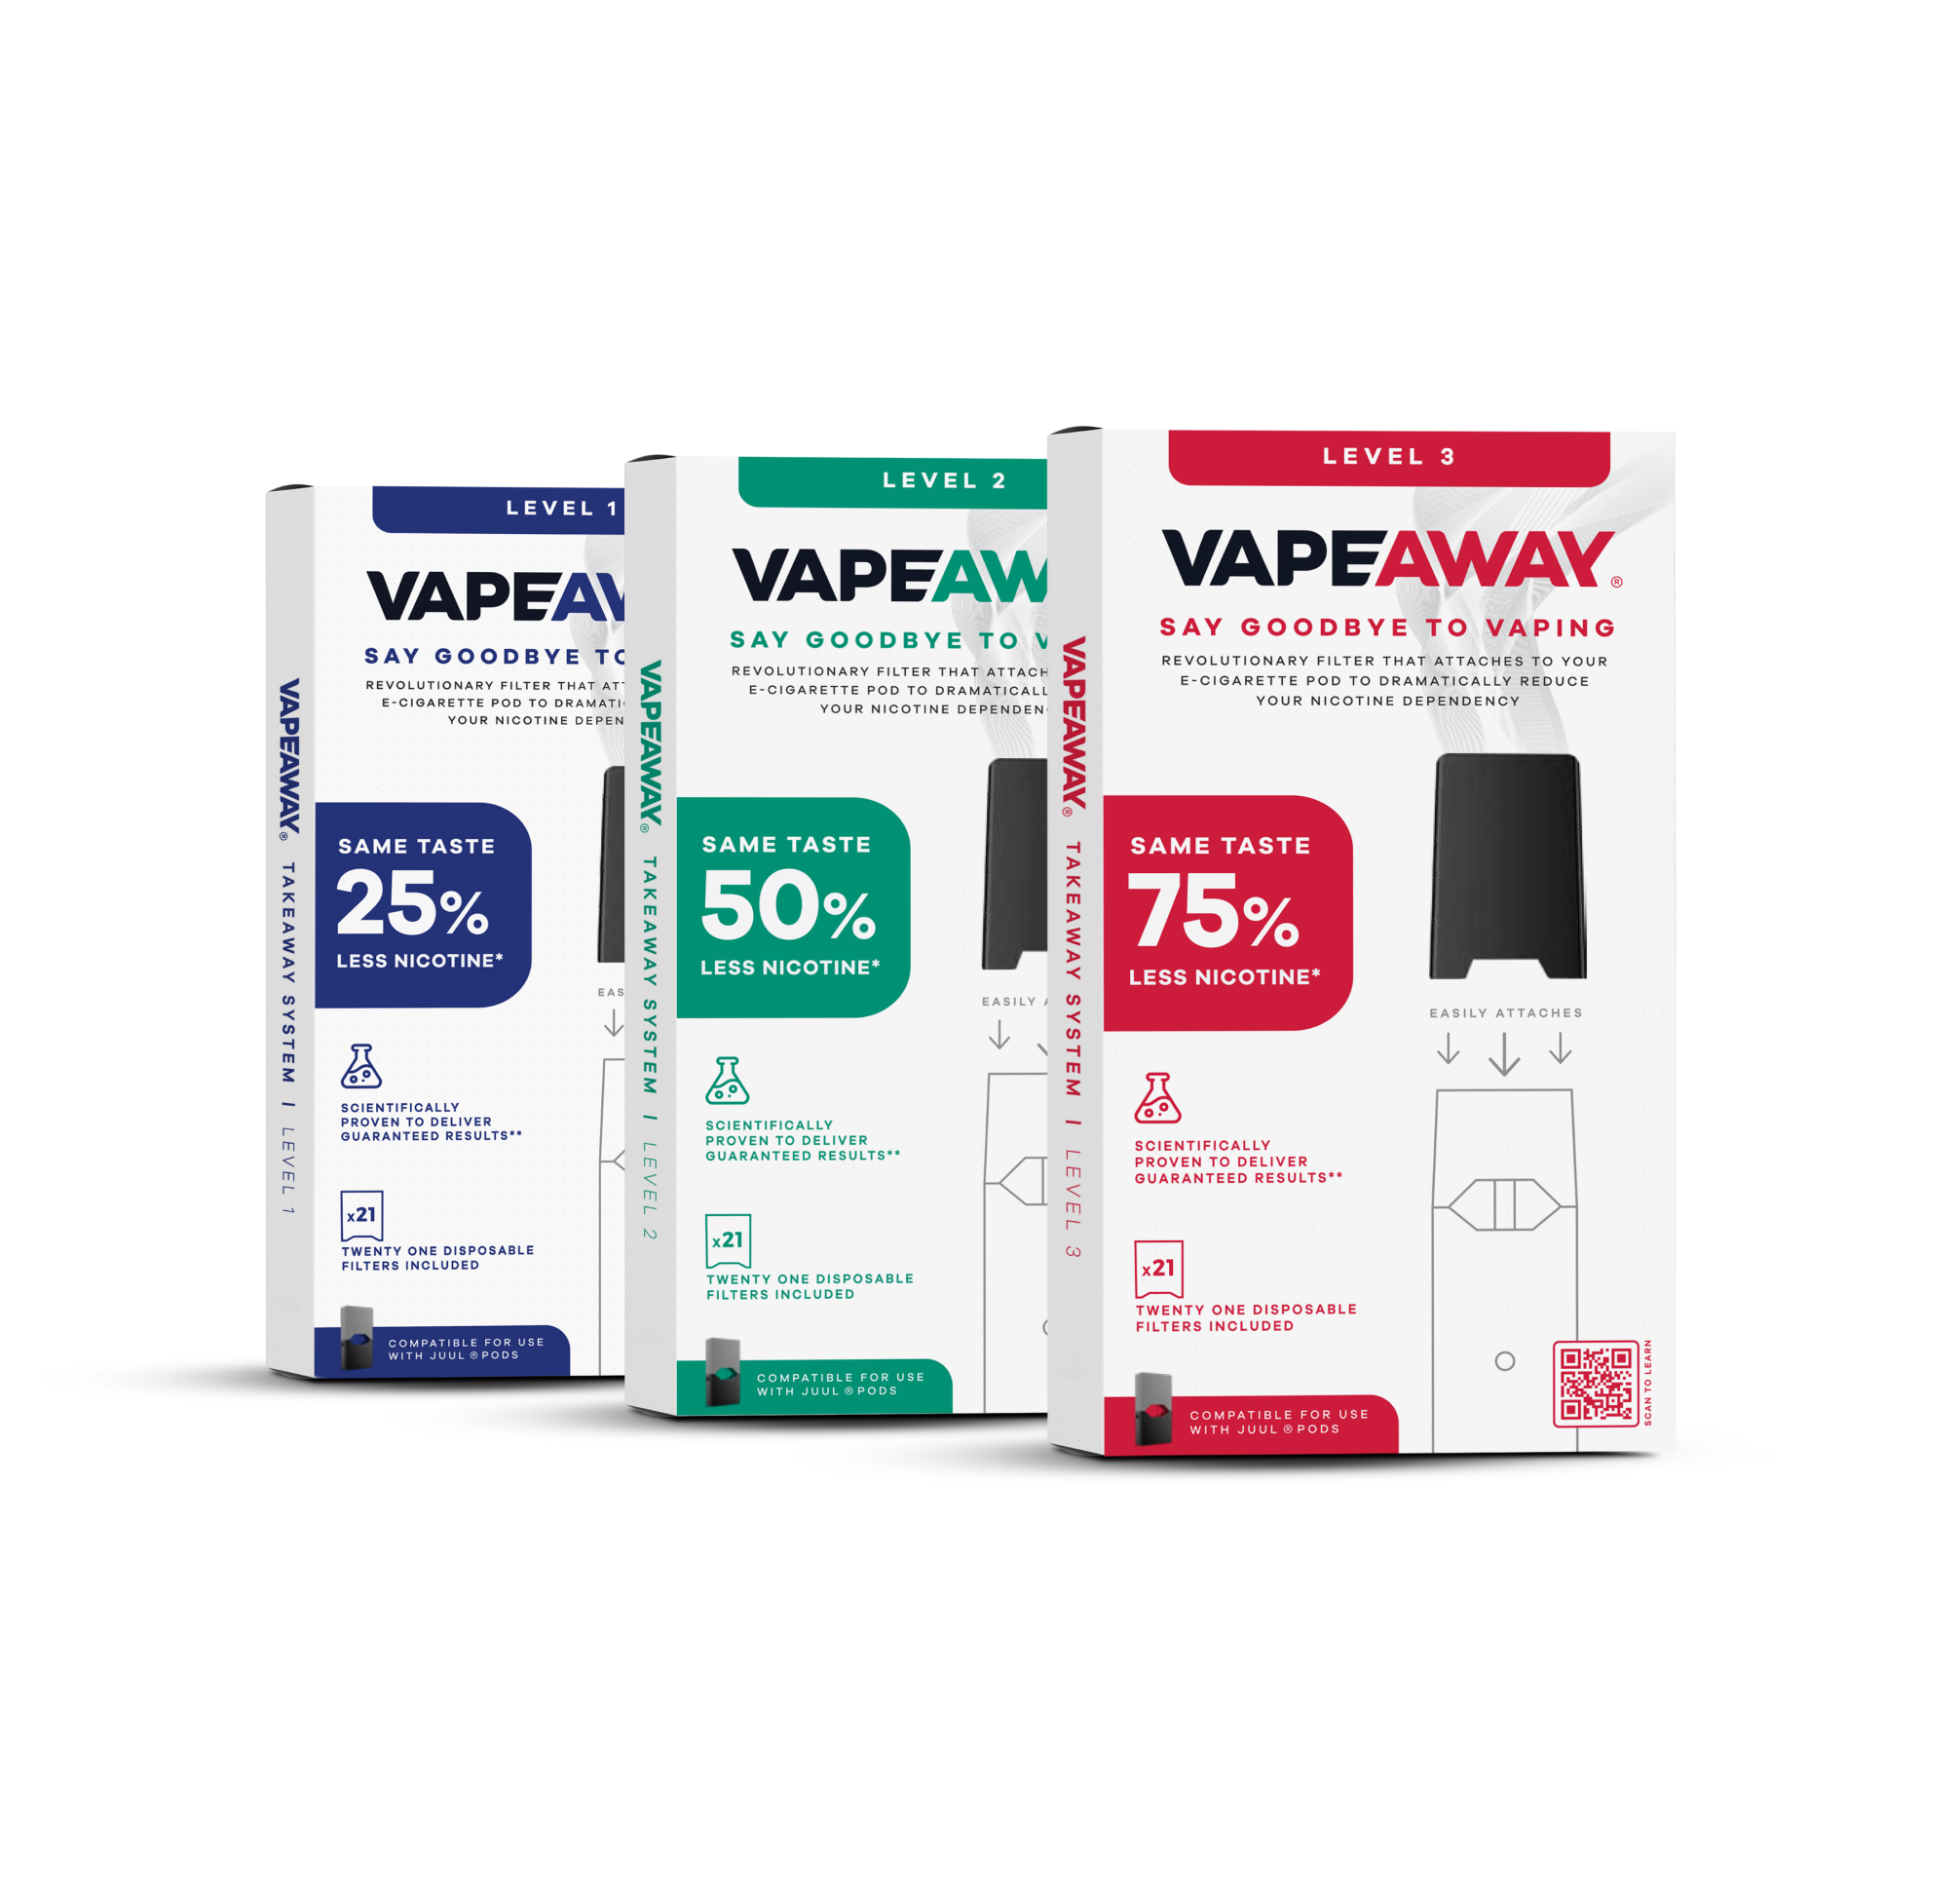 LEVEL 1
VAPEAW
SAY GOODBYE TO
REVOLUTIONARY FILTER THAT ATT
E-CIGARETTE POD TO DRAMATI
YOUR NICOTINE DEPEN
SAME TASTE
25%
LESS NICOTINE*
EAS
SCIENTIFICALLY
PROVEN TO DELIVER
GUARANTEED RESULTS**
x21
TWENTY ONE DISPOSABLE
FILTERS INCLUDED
COMPATIBLE FOR USE
WITH JUUL ® PODS
VAPEAWAY® TAKEAWAY SYSTEM | LEVEL 1
LEVEL 2
VAPEAW
SAY GOODBYE TO V
REVOLUTIONARY FILTER THAT ATTACH
E-CIGARETTE POD TO DRAMATICALL
YOUR NICOTINE DEPENDEN
SAME TASTE
50%
LESS NICOTINE*
EASILY A
SCIENTIFICALLY
PROVEN TO DELIVER
GUARANTEED RESULTS**
x21
TWENTY ONE DISPOSABLE
FILTERS INCLUDED
COMPATIBLE FOR USE
WITH JUUL ® PODS
VAPEAWAY® TAKEAWAY SYSTEM | LEVEL 2
LEVEL 3
VAPEAWAY®
SAY GOODBYE TO VAPING
REVOLUTIONARY FILTER THAT ATTACHES TO YOUR
E-CIGARETTE POD TO DRAMATICALLY REDUCE
YOUR NICOTINE DEPENDENCY
SAME TASTE
75%
LESS NICOTINE*
EASILY ATTACHES
SCIENTIFICALLY
PROVEN TO DELIVER
GUARANTEED RESULTS**
x21
TWENTY ONE DISPOSABLE
FILTERS INCLUDED
COMPATIBLE FOR USE
WITH JUUL ® PODS
SCAN TO LEARN
VAPEAWAY® TAKEAWAY SYSTEM | LEVEL 3